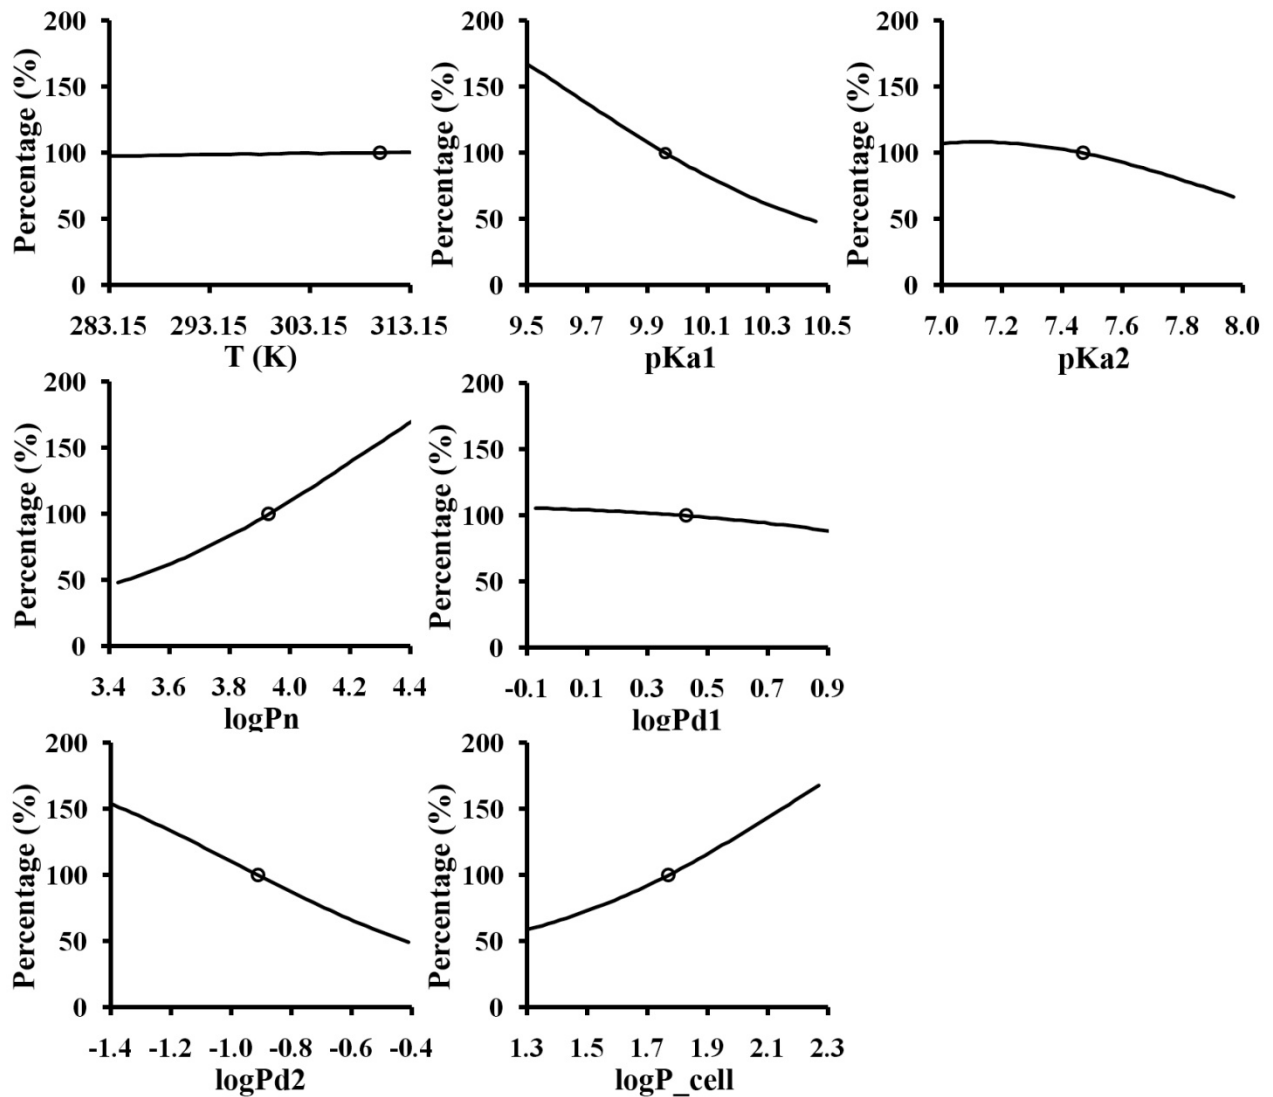 Percentage (%)
200
150
100
50
0
283.15 293.15 303.15 313.15
T (K)
Percentage (%)
200
150
100
50
0
9.5 9.7 9.9 10.1 10.3 10.5
pKa1
Percentage (%)
200
150
100
50
0
7.0 7.2 7.4 7.6 7.8 8.0
pKa2
Percentage (%)
200
150
100
50
0
3.4 3.6 3.8 4.0 4.2 4.4
logPn
Percentage (%)
200
150
100
50
0
-0.1 0.1 0.3 0.5 0.7 0.9
logPd1
Percentage (%)
200
150
100
50
0
-1.4 -1.2 -1.0 -0.8 -0.6 -0.4
logPd2
Percentage (%)
200
150
100
50
0
1.3 1.5 1.7 1.9 2.1 2.3
logP_cell